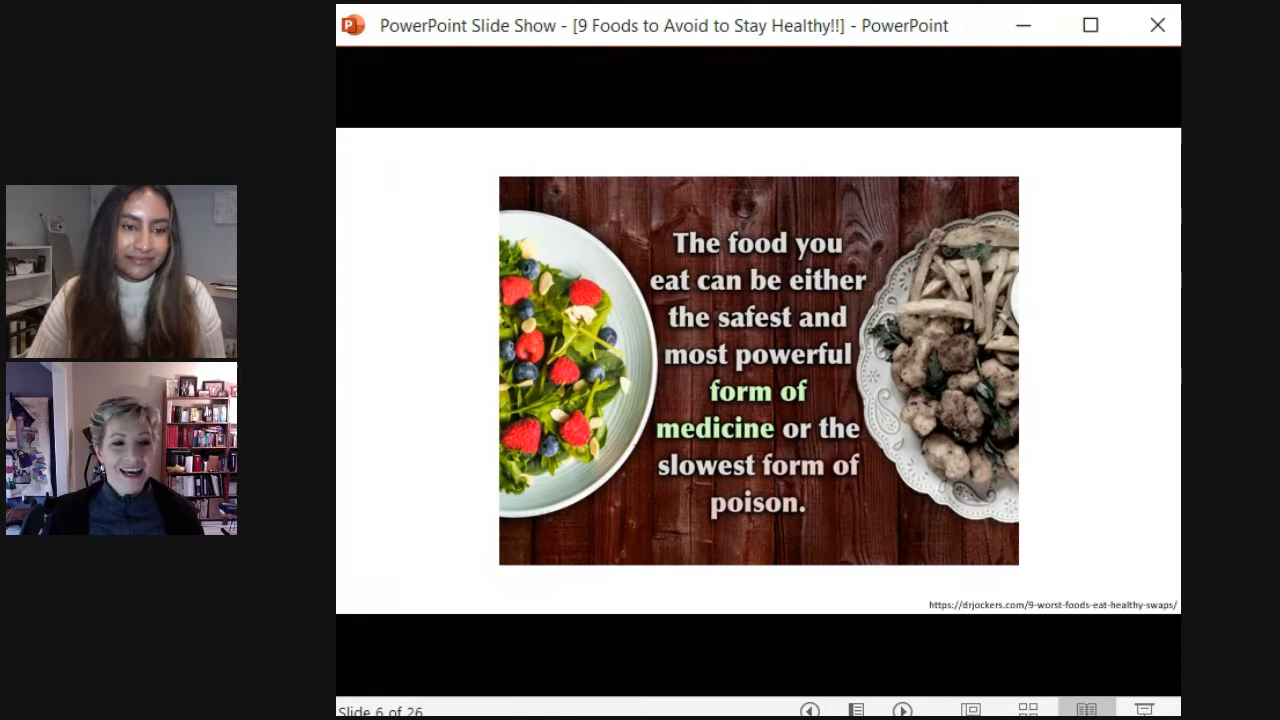 PowerPoint Slide Show - [9 Foods to Avoid to Stay Healthy!!] - PowerPoint
The food you
eat can be either
the safest and
most powerful
form of
medicine or the
slowest form of
poison.
https://drjockers.com/9-worst-foods-eat-healthy-swaps/
Slide 6 of 26